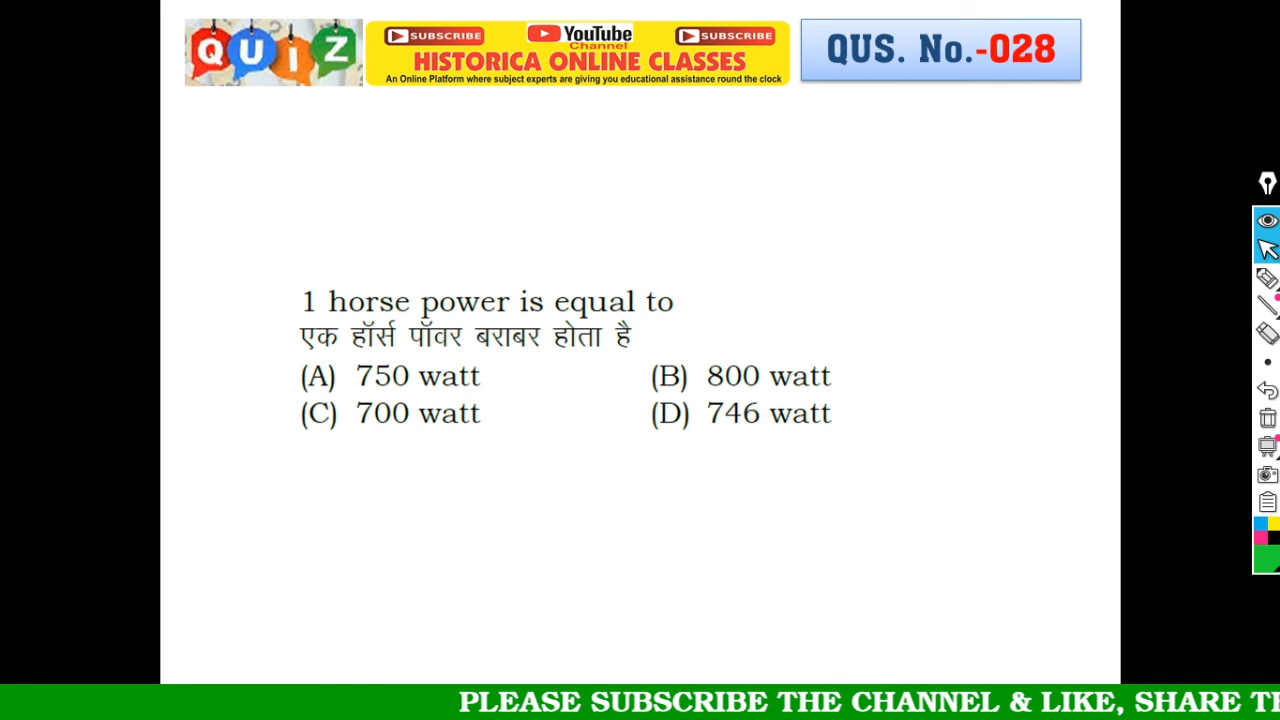 QUIZ
SUBSCRIBE
YouTube
Channel
SUBSCRIBE
HISTORICA ONLINE CLASSES
An Online Platform where subject experts are giving you educational assistance round the clock
QUS. No.-028
1 horse power is equal to
एक हॉर्स पॉवर बराबर होता है
(A) 750 watt
(B) 800 watt
(C) 700 watt
(D) 746 watt
PLEASE SUBSCRIBE THE CHANNEL & LIKE, SHARE